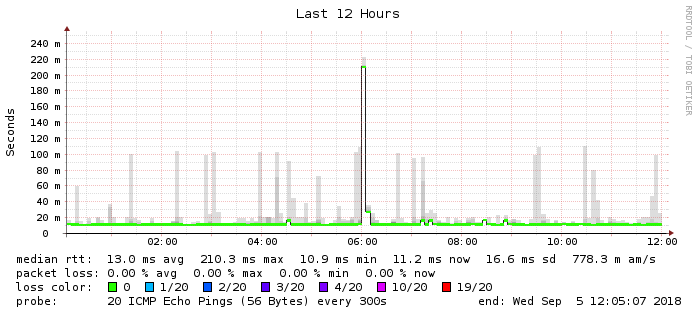 Last 12 Hours
RRDTOOL / TOBI OETIKER
Seconds
240 m
220 m
200 m
180 m
160 m
140 m
120 m
100 m
80 m
60 m
40 m
20 m
0
02:00 04:00 06:00 08:00 10:00 12:00
median rtt: 13.0 ms avg 210.3 ms max 10.9 ms min 11.2 ms now 16.6 ms sd 778.3 m am/s
packet loss: 0.00 % avg 0.00 % max 0.00 % min 0.00 % now
loss color: 0 1/20 2/20 3/20 4/20 10/20 19/20
probe: 20 ICMP Echo Pings (56 Bytes) every 300s end: Wed Sep 5 12:05:07 2018